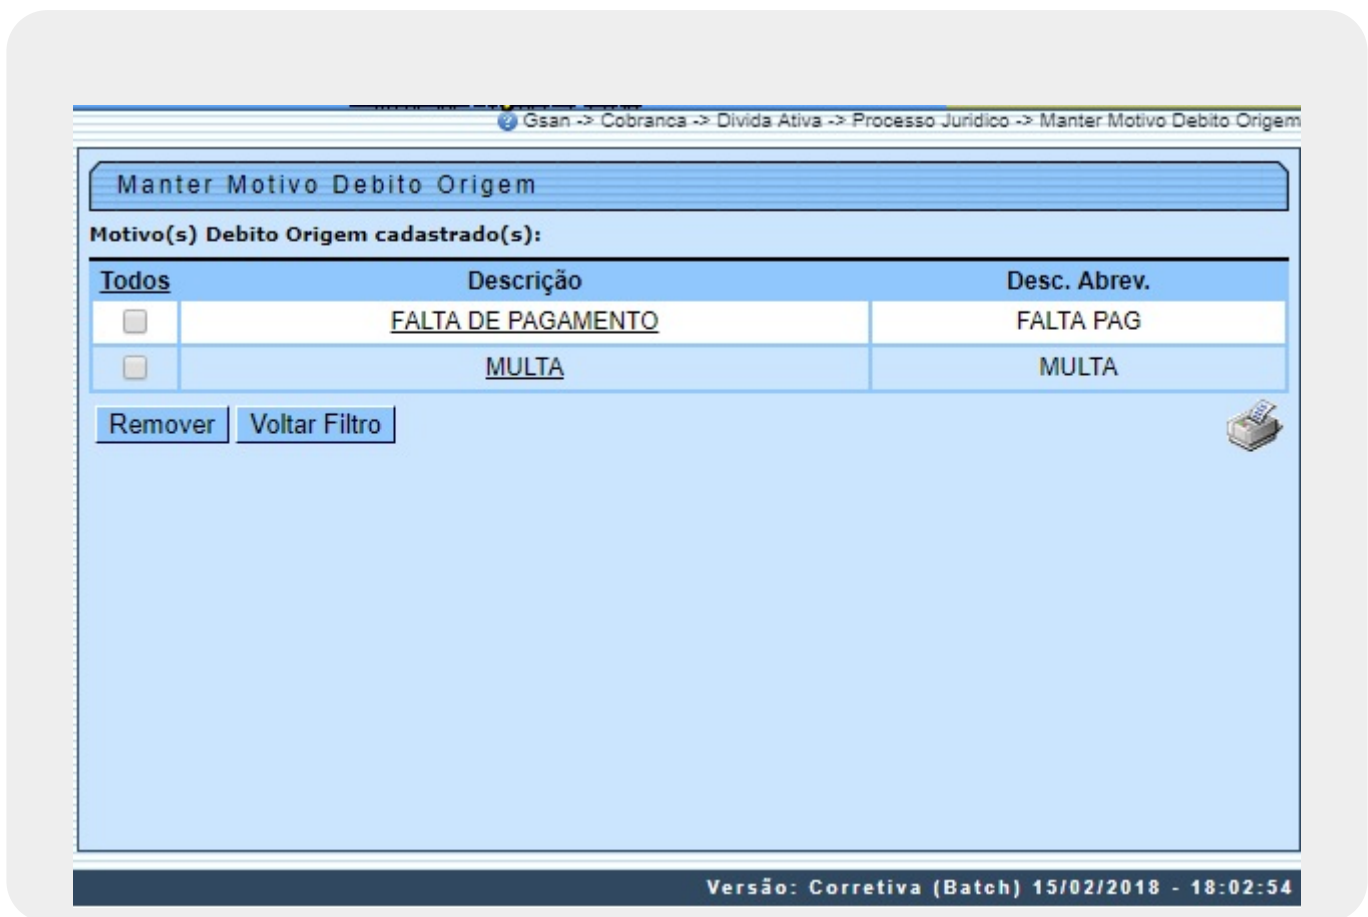 Gsan -> Cobranca -> Divida Ativa -> Processo Juridico -> Manter Motivo Debito Origem
Manter Motivo Debito Origem
Motivo(s) Debito Origem cadastrado(s):
Todos Descrição Desc. Abrev.
FALTA DE PAGAMENTO FALTA PAG
MULTA MULTA
Remover Voltar Filtro
Versão: Corretiva (Batch) 15/02/2018 - 18:02:54